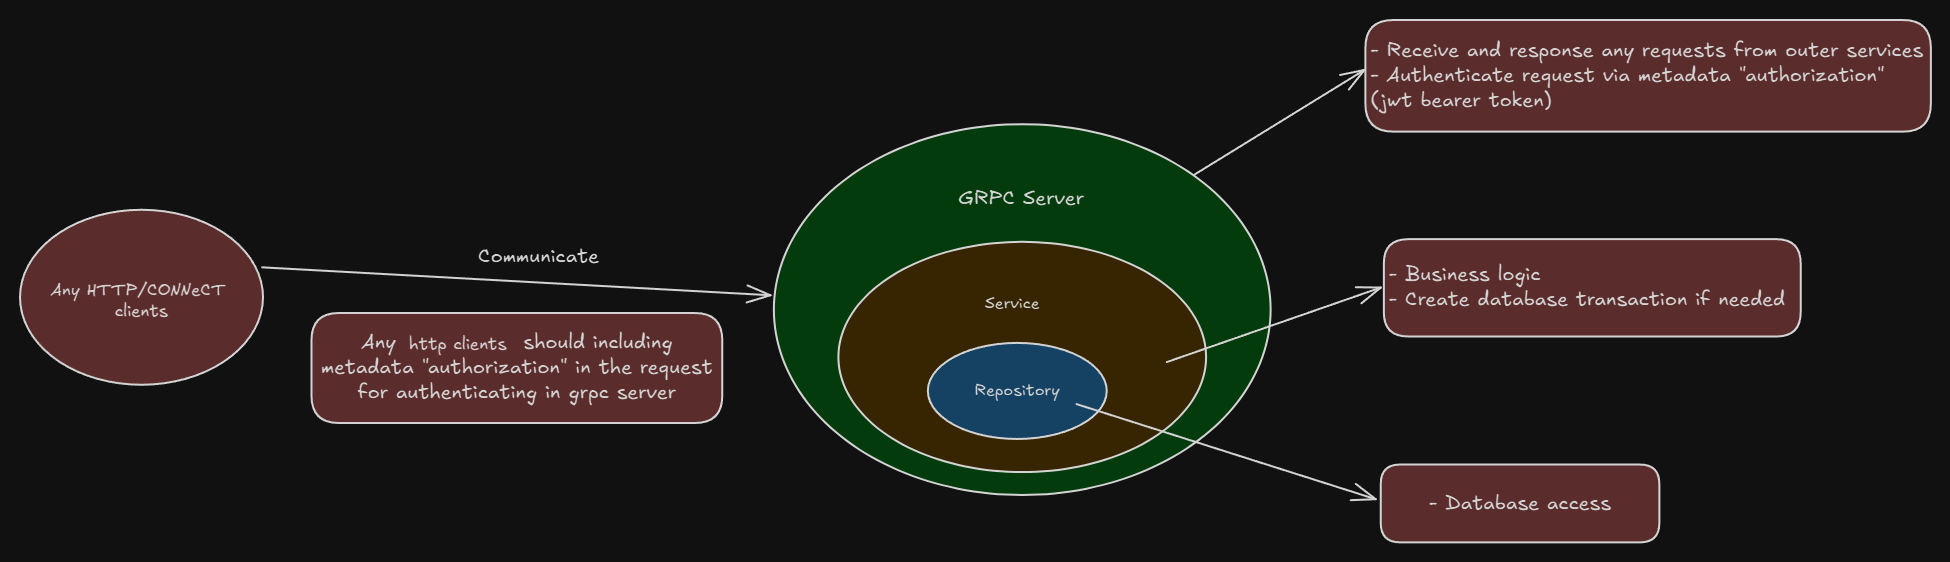 Any HTTP/CONNeCT
clients
Communicate
Any http clients should including
metadata "authorization" in the request
for authenticating in grpc server
GRPC Server
Service
Repository
- Receive and response any requests from outer services
- Authenticate request via metadata "authorization"
(jwt bearer token)
- Business logic
- Create database transaction if needed
- Database access